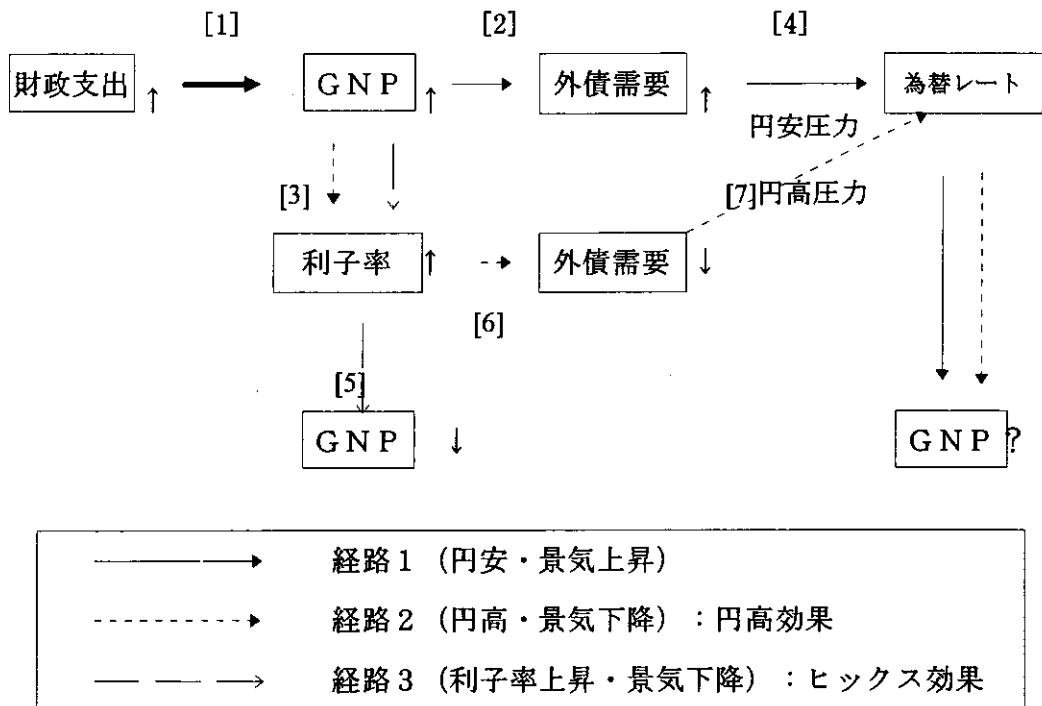 [1] [2] [4]
財政支出 ↑ GNP ↑ 外債需要 ↑ 為替レート
円安圧力
[3] [7]円高圧力
利子率 ↑ 外債需要 ↓
[6]
[5]
GNP ↓ GNP?
経路1 (円安・景気上昇)
経路2 (円高・景気下降) : 円高効果
経路3 (利子率上昇・景気下降) : ヒックス効果